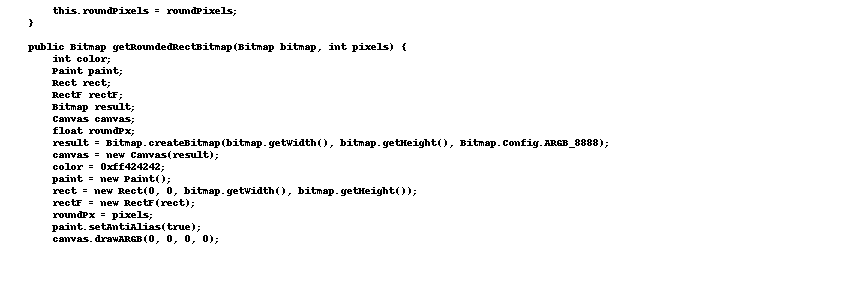 this.roundPixels = roundPixels;
}
public Bitmap getRoundedRectBitmap(Bitmap bitmap, int pixels) {
int color;
Paint paint;
Rect rect;
RectF rectF;
Bitmap result;
Canvas canvas;
float roundPx;
result = Bitmap.createBitmap(bitmap.getWidth(), bitmap.getHeight(), Bitmap.Config.ARGB_8888);
canvas = new Canvas(result);
color = 0xff424242;
paint = new Paint();
rect = new Rect(0, 0, bitmap.getWidth(), bitmap.getHeight());
rectF = new RectF(rect);
roundPx = pixels;
paint.setAntiAlias(true);
canvas.drawARGB(0, 0, 0, 0);